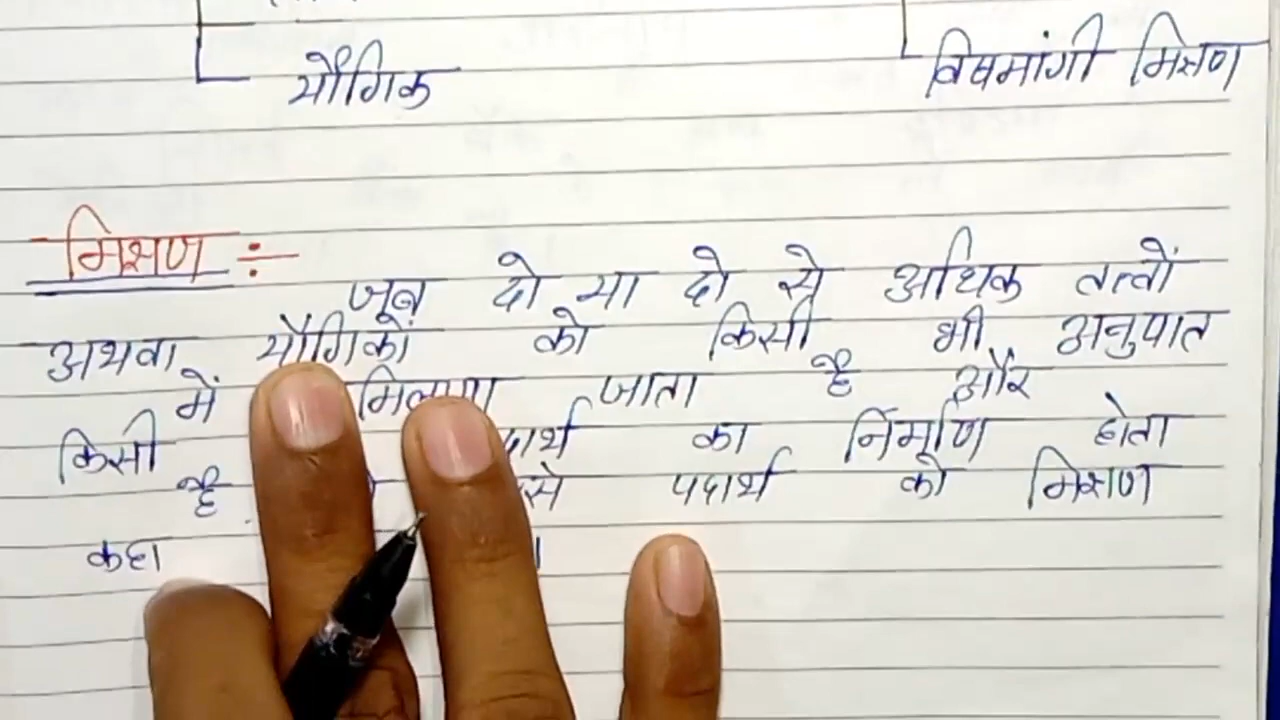 यौगिक
विषमांगी मिश्रण
मिश्रण :-
जब दो या दो से अधिक तत्वों
अथवा यौगिकों को किसी भी अनुपात
में मिलाया जाता है और
किसी का निर्माण होता
है पदार्थ को मिश्रण
कहा